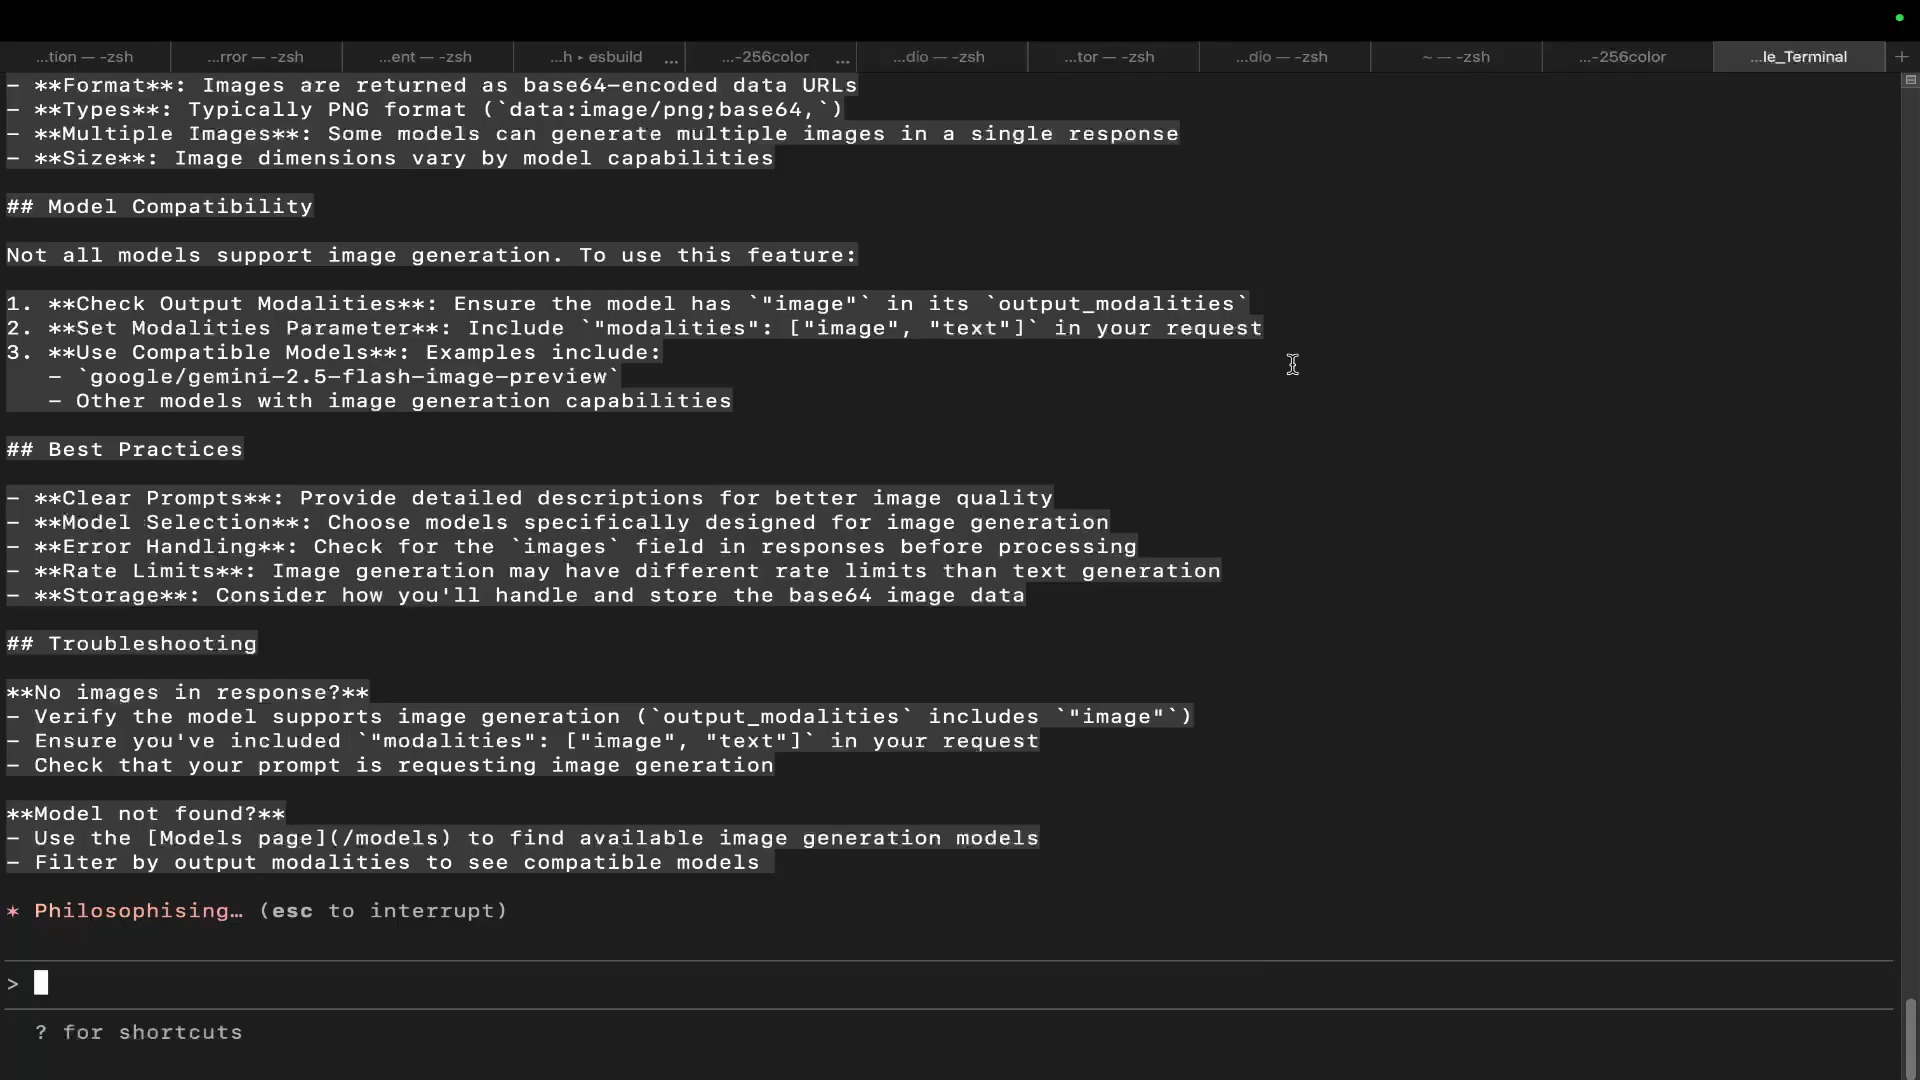 ...tion — -zsh ...rror — -zsh ...ent — -zsh ...h ▸ esbuild ... ...-256color ... ...dio — -zsh ...tor — -zsh ...dio — -zsh ~ — -zsh ...-256color ...le_Terminal +
- **Format**: Images are returned as base64-encoded data URLs
- **Types**: Typically PNG format (`data:image/png;base64,`)
- **Multiple Images**: Some models can generate multiple images in a single response
- **Size**: Image dimensions vary by model capabilities
## Model Compatibility
Not all models support image generation. To use this feature:
1. **Check Output Modalities**: Ensure the model has `"image"` in its `output_modalities`
2. **Set Modalities Parameter**: Include `"modalities": ["image", "text"]` in your request
3. **Use Compatible Models**: Examples include:
- `google/gemini-2.5-flash-image-preview`
- Other models with image generation capabilities
## Best Practices
- **Clear Prompts**: Provide detailed descriptions for better image quality
- **Model Selection**: Choose models specifically designed for image generation
- **Error Handling**: Check for the `images` field in responses before processing
- **Rate Limits**: Image generation may have different rate limits than text generation
- **Storage**: Consider how you'll handle and store the base64 image data
## Troubleshooting
**No images in response?**
- Verify the model supports image generation (`output_modalities` includes `"image"`)
- Ensure you've included `"modalities": ["image", "text"]` in your request
- Check that your prompt is requesting image generation
**Model not found?**
- Use the [Models page](/models) to find available image generation models
- Filter by output modalities to see compatible models
* Philosophising… (esc to interrupt)
>
? for shortcuts